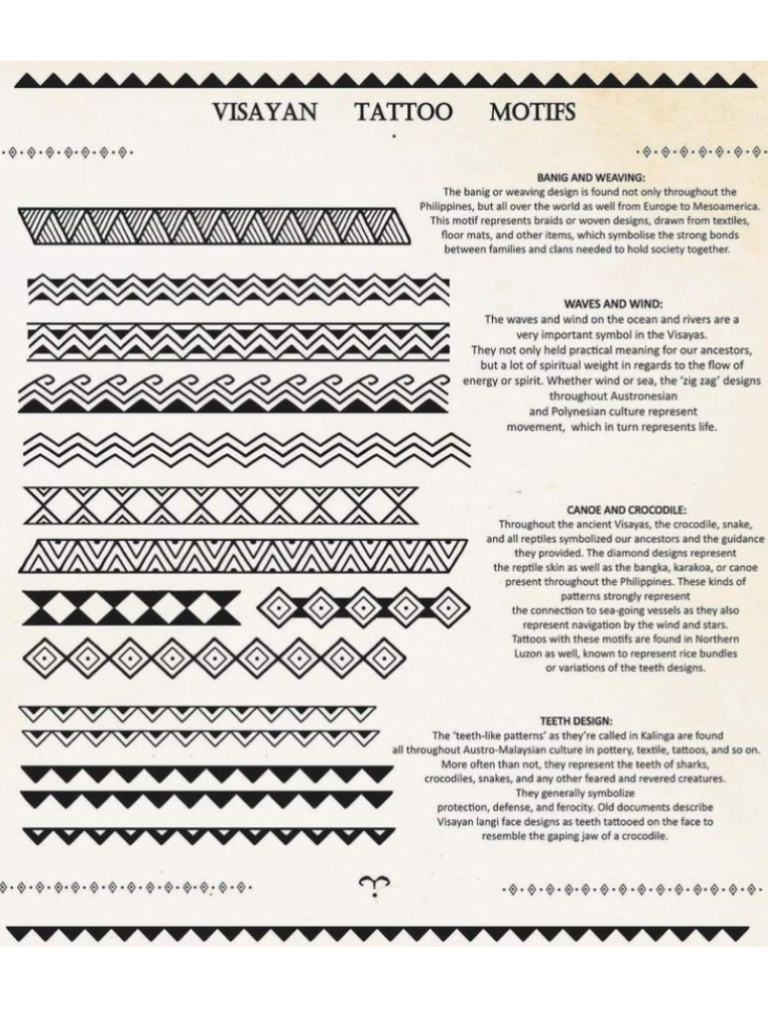 VISAYAN TATTOO MOTIFS
BANIG AND WEAVING:
The banig or weaving design is found not only throughout the
Philippines, but all over the world as well from Europe to Mesoamerica.
This motif represents braids or woven designs, drawn from textiles,
floor mats, and other items, which symbolise the strong bonds
between families and clans needed to hold society together.
WAVES AND WIND:
The waves and wind on the ocean and rivers are a
very important symbol in the Visayas.
They not only held practical meaning for our ancestors,
but a lot of spiritual weight in regards to the flow of
energy or spirit. Whether wind or sea, the 'zig zag' designs
throughout Austronesian
and Polynesian culture represent
movement, which in turn represents life.
CANOE AND CROCODILE:
Throughout the ancient Visayas, the crocodile, snake,
and all reptiles symbolized our ancestors and the guidance
they provided. The diamond designs represent
the reptile skin as well as the bangka, karakoa, or canoe
present throughout the Philippines. These kinds of
patterns strongly represent
the connection to sea-going vessels as they also
represent navigation by the wind and stars.
Tattoos with these motifs are found in Northern
Luzon as well, known to represent rice bundles
or variations of the teeth designs.
TEETH DESIGN:
The 'teeth-like patterns' as they're called in Kalinga are found
all throughout Austro-Malaysian culture in pottery, textile, tattoos, and so on.
More often than not, they represent the teeth of sharks,
crocodiles, snakes, and any other feared and revered creatures.
They generally symbolize
protection, defense, and ferocity. Old documents describe
Visayan langi face designs as teeth tattooed on the face to
resemble the gaping jaw of a crocodile.